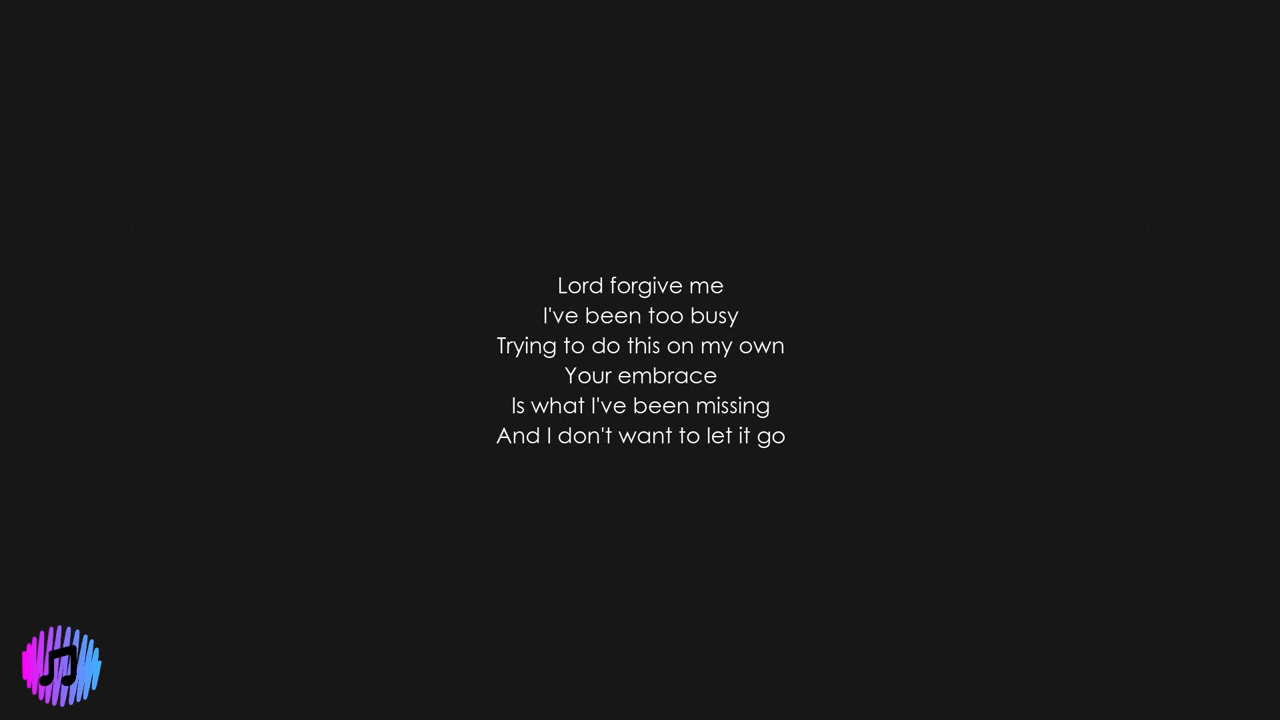 Lord forgive me
I've been too busy
Trying to do this on my own
Your embrace
Is what I've been missing
And I don't want to let it go